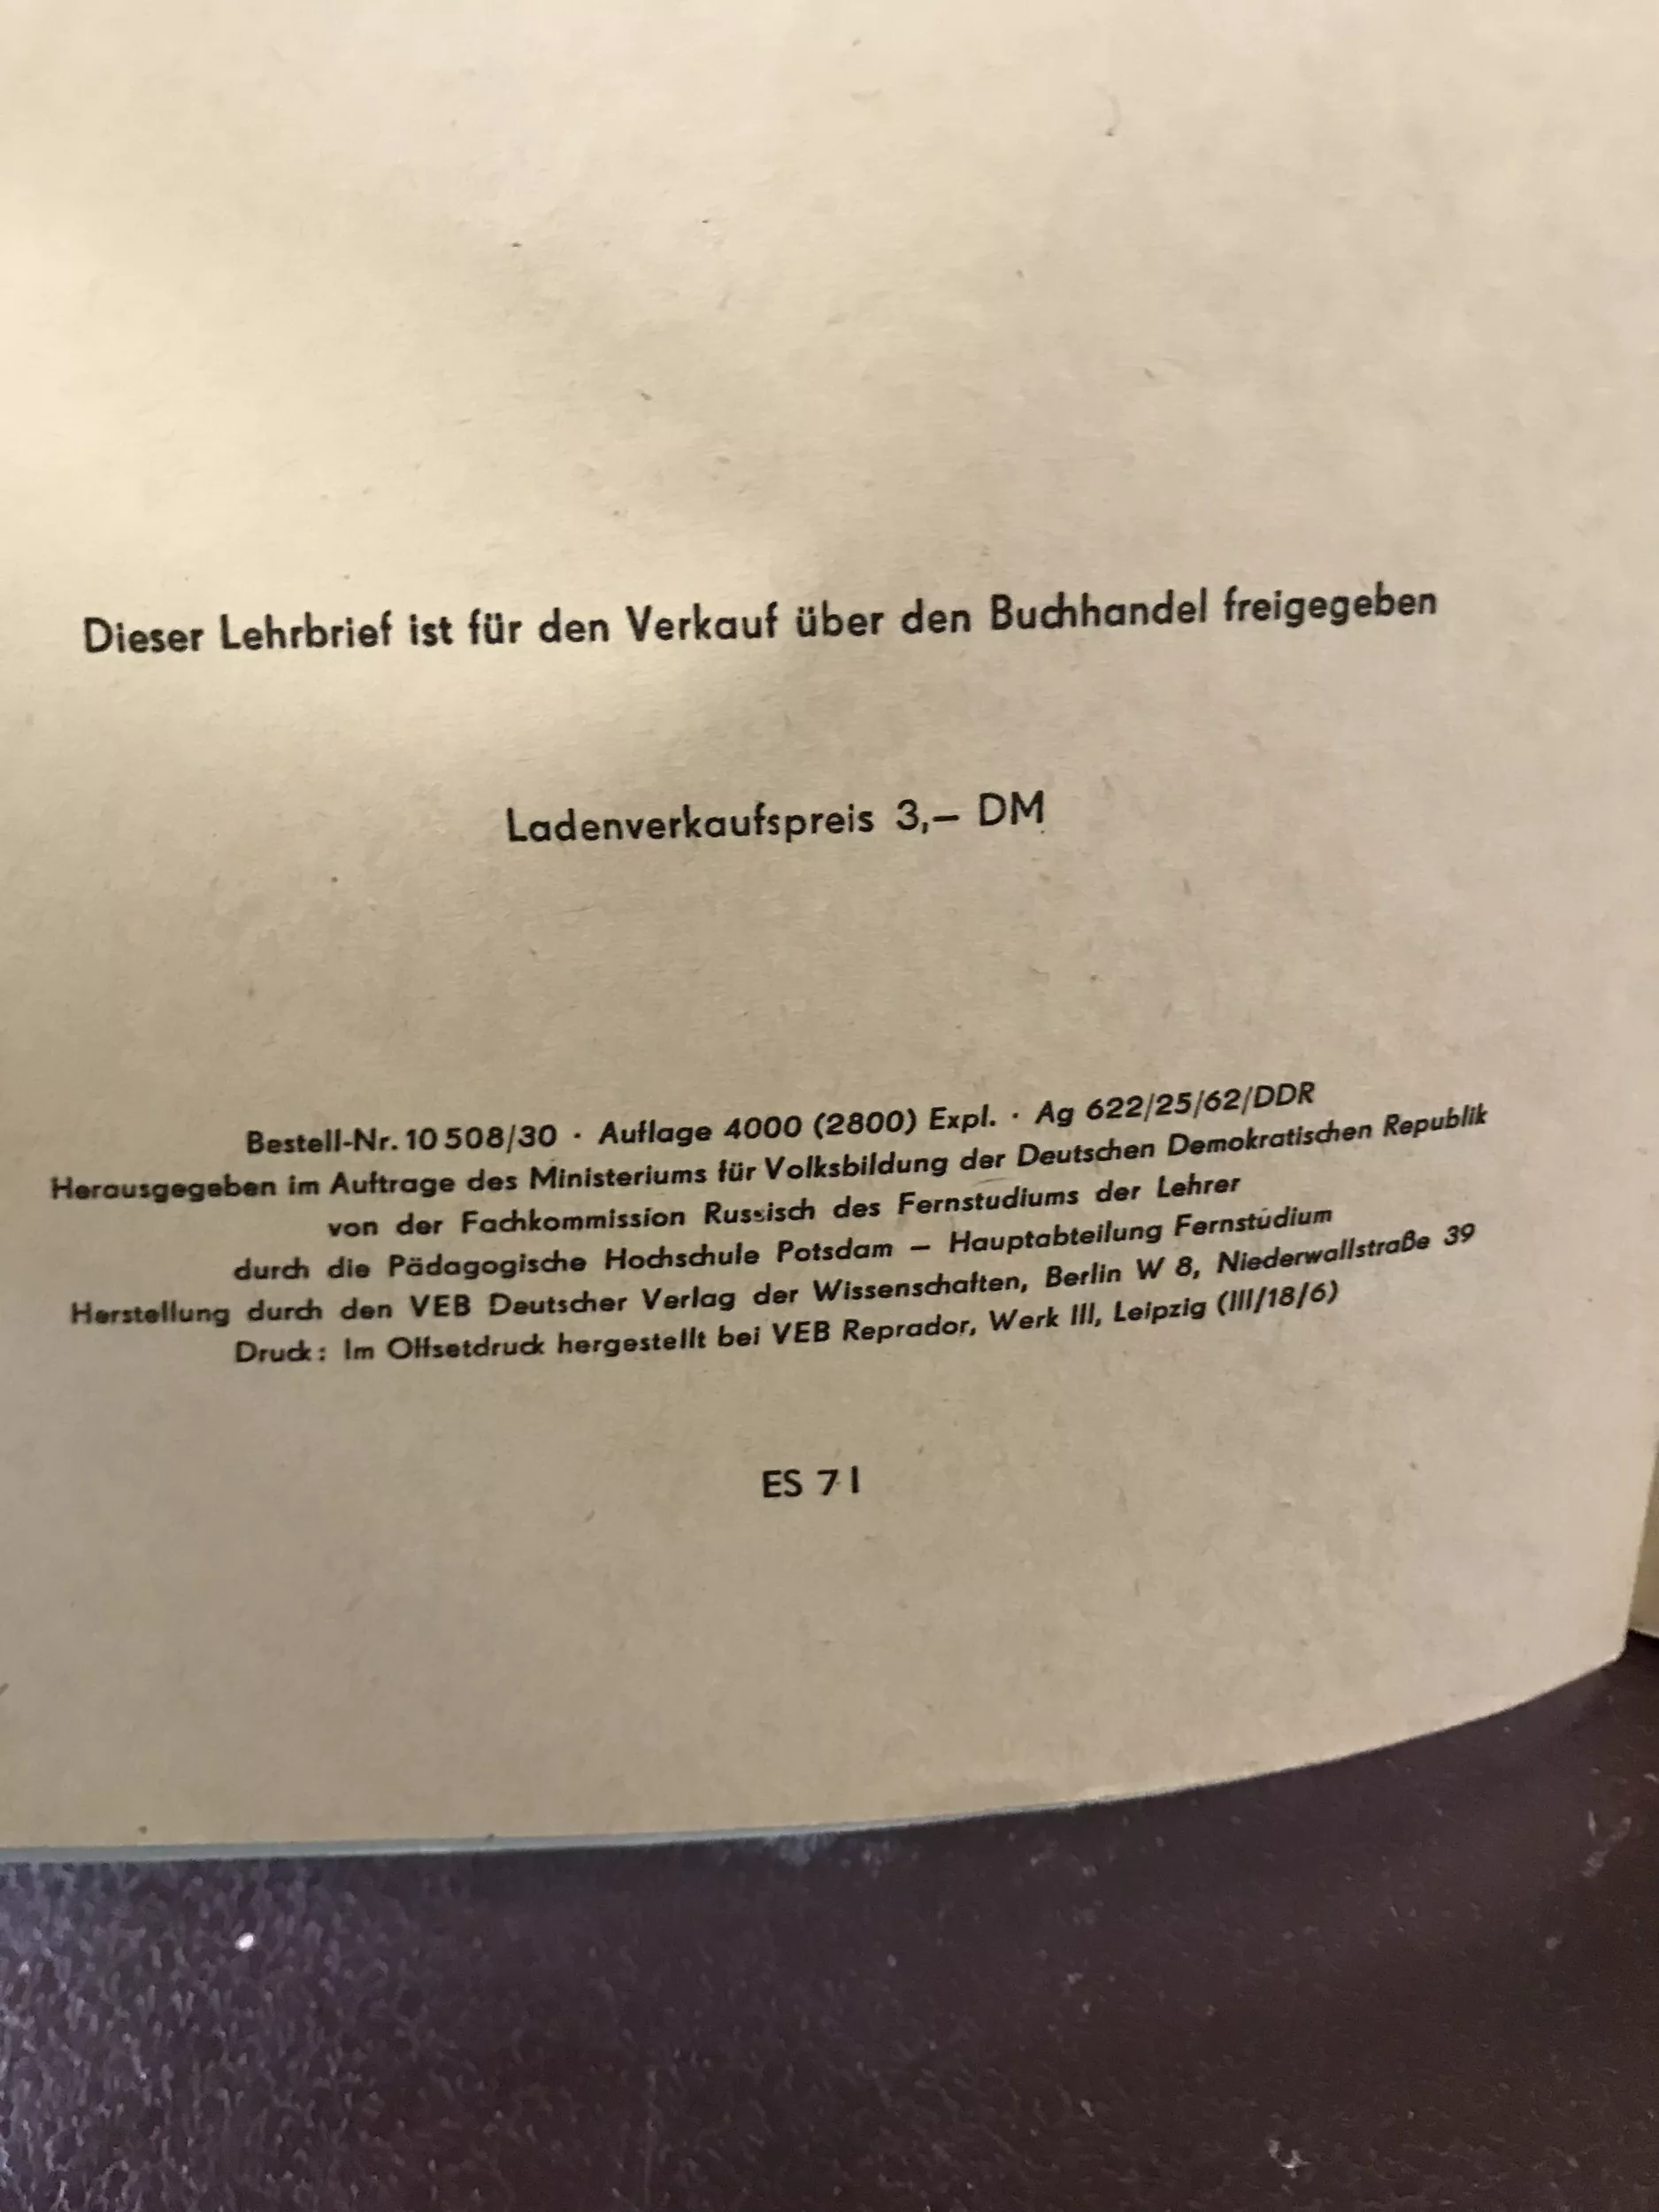 Dieser Lehrbrief ist für den Verkauf über den Buchhandel freigegeben
Ladenverkaufspreis 3,– DM
Bestell-Nr. 10 508/30 · Auflage 4000 (2800) Expl. · Ag 622/25/62/DDR
Herausgegeben im Auftrage des Ministeriums für Volksbildung der Deutschen Demokratischen Republik
von der Fachkommission Russisch des Fernstudiums der Lehrer
durch die Pädagogische Hochschule Potsdam – Hauptabteilung Fernstudium
Herstellung durch den VEB Deutscher Verlag der Wissenschaften, Berlin W 8, Niederwallstraße 39
Druck: Im Offsetdruck hergestellt bei VEB Reprador, Werk III, Leipzig (III/18/6)
ES 7 I